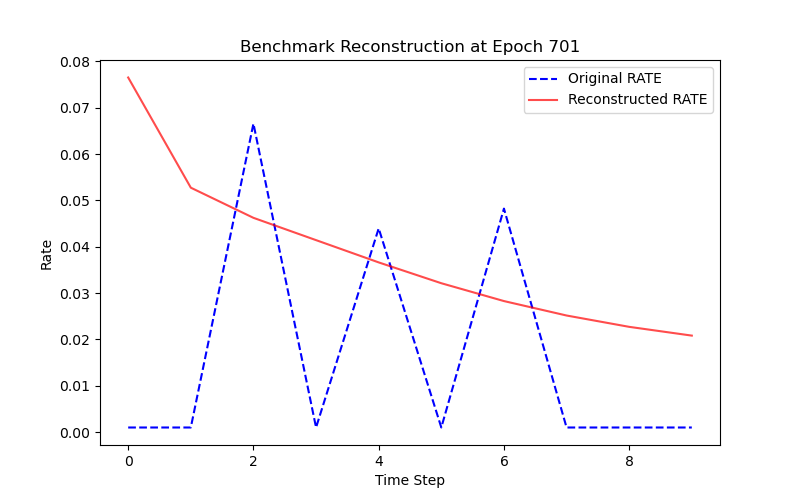 Benchmark Reconstruction at Epoch 701
Original RATE
Reconstructed RATE
0.08
0.07
0.06
0.05
0.04
0.03
0.02
0.01
0.00
Rate
0 2 4 6 8
Time Step